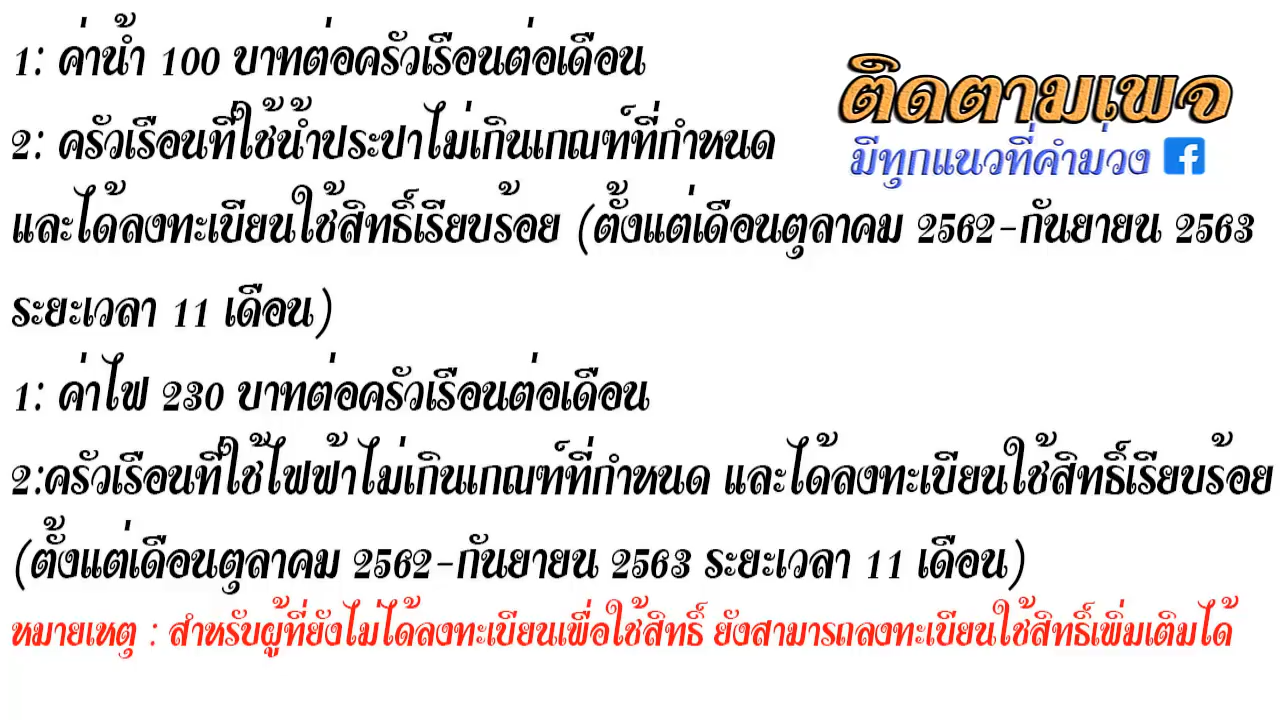 1: ค่าน้ำ 100 บาทต่อครัวเรือนต่อเดือน
ติดตามเพจ
2: ครัวเรือนที่ใช้น้ำประปาไม่เกินเกณฑ์ที่กำหนด
มีทุกแนวที่คำม่วง
และได้ลงทะเบียนใช้สิทธิ์เรียบร้อย (ตั้งแต่เดือนตุลาคม 2562-กันยายน 2563
ระยะเวลา 11 เดือน)
1: ค่าไฟ 230 บาทต่อครัวเรือนต่อเดือน
2:ครัวเรือนที่ใช้ไฟฟ้าไม่เกินเกณฑ์ที่กำหนด และได้ลงทะเบียนใช้สิทธิ์เรียบร้อย
(ตั้งแต่เดือนตุลาคม 2562-กันยายน 2563 ระยะเวลา 11 เดือน)
หมายเหตุ : สำหรับผู้ที่ยังไม่ได้ลงทะเบียนเพื่อใช้สิทธิ์ ยังสามารถลงทะเบียนใช้สิทธิ์เพิ่มเติมได้